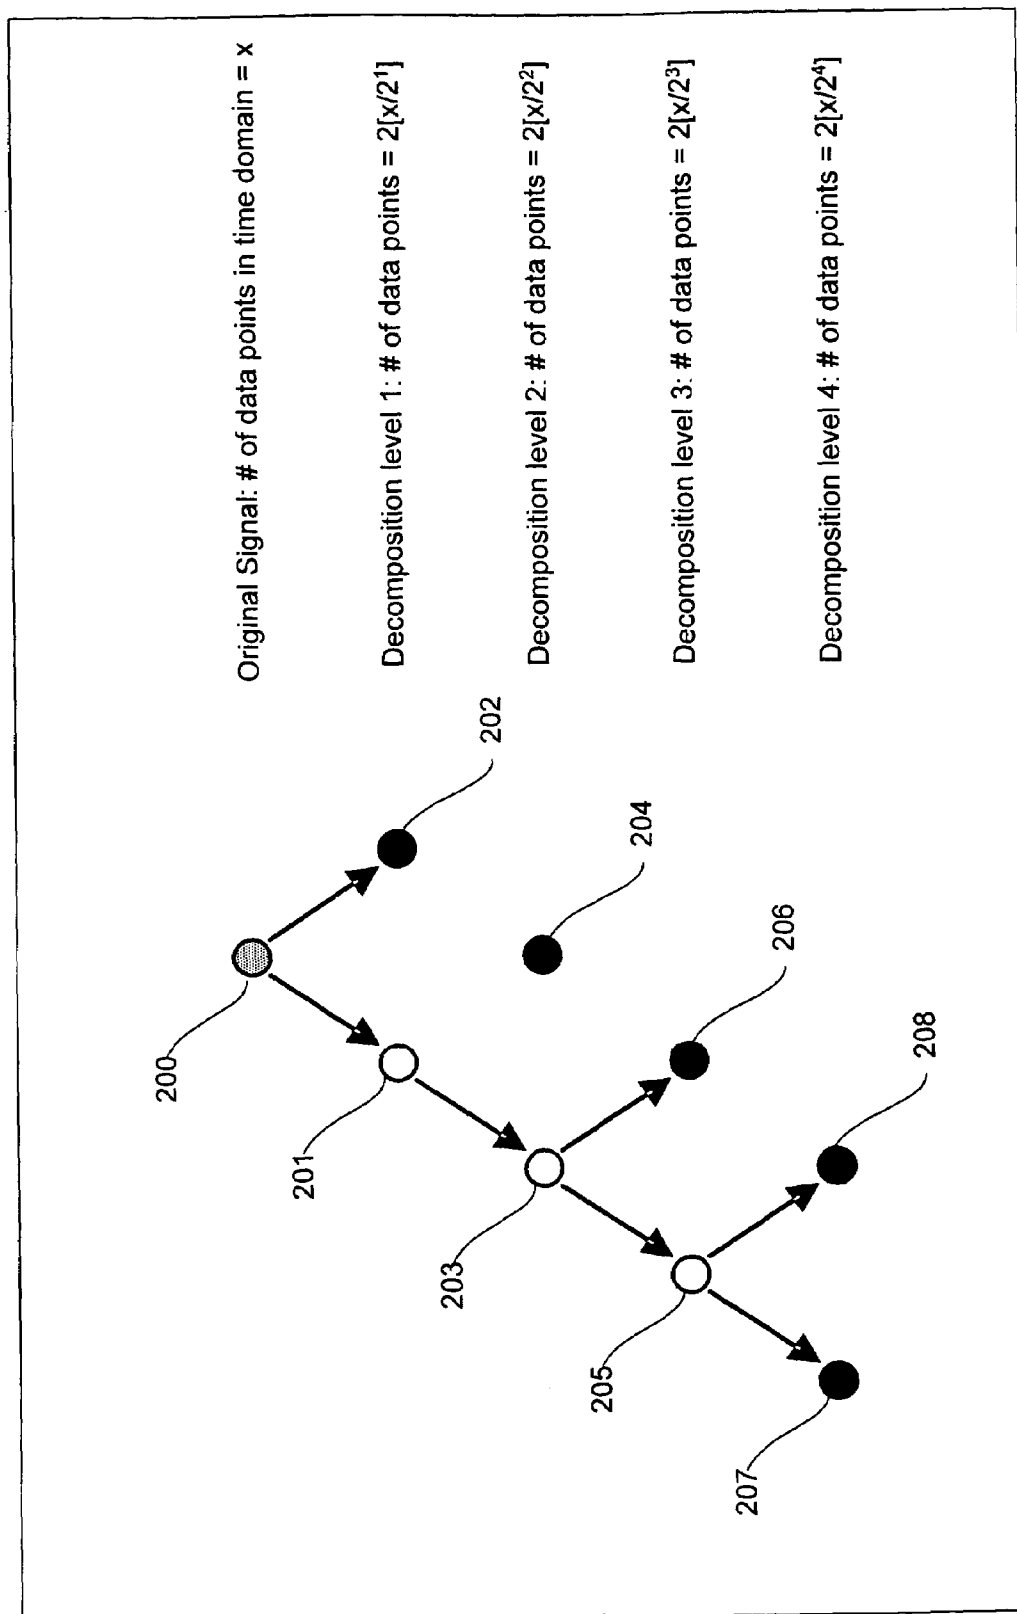 Original Signal: # of data points in time domain = x
Decomposition level 1: # of data points = 2[x/2¹]
Decomposition level 2: # of data points = 2[x/2²]
Decomposition level 3: # of data points = 2[x/2³]
Decomposition level 4: # of data points = 2[x/2⁴]
200
202
201
204
203
206
205
208
207